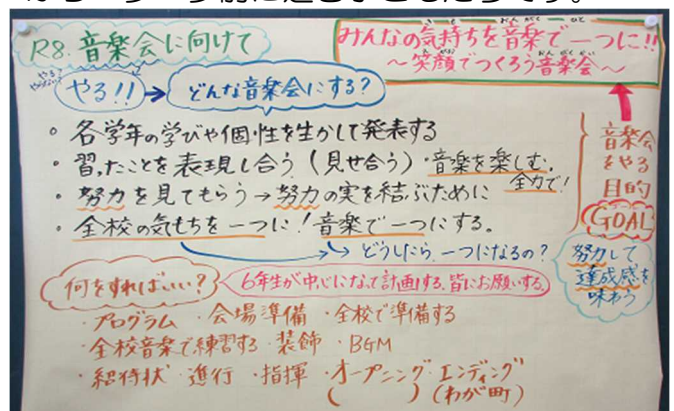 R8.音楽会に向けて
みんなの気持ちを音楽で一つに!!
～笑顔でつくろう音楽会～
やる!!→どんな音楽会にする?
・各学年の学びや個性を生かして発表する
・習ったことを表現し合う(見せ合う)・音楽を楽しむ。全力で!
・努力を見てもらう→努力の実を結ぶために
・全校の気もちを一つに!音楽で一つにする。
どうしたら、一つになるの?
音楽会をやる目的
GOAL
努力して達成感を味わう
何をすればいい?
6年生が中心になって計画する、皆にお願いする。
・プログラム ・会場準備 ・全校で準備する
・全校音楽で練習する ・装飾 ・BGM
・招待状 ・進行 ・指揮 ・オープニング・エンディング
( ) (わが町)